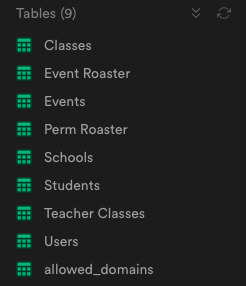 Tables (9)
Classes
Event Roaster
Events
Perm Roaster
Schools
Students
Teacher Classes
Users
allowed_domains